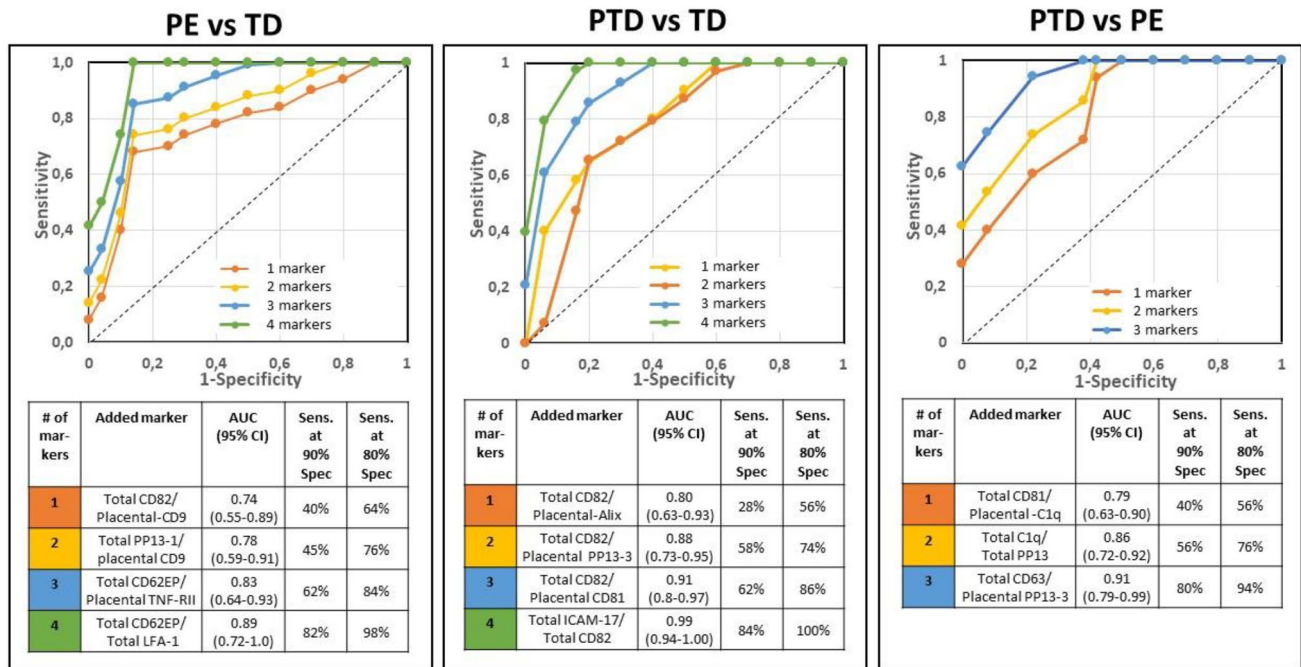 PE vs TD
1,0
0,8
0,6
0,4
0,2
0,0
Sensitivity
0
0,2
0,4
0,6
0,8
1
1-Specificity
1 marker
2 markers
3 markers
4 markers
# of mar-kers Added marker AUC (95% CI) Sens. at 90% Spec Sens. at 80% Spec
1 Total CD82/ Placental-CD9 0.74 (0.55-0.89) 40% 64%
2 Total PP13-1/ placental CD9 0.78 (0.59-0.91) 45% 76%
3 Total CD62EP/ Placental TNF-RII 0.83 (0.64-0.93) 62% 84%
4 Total CD62EP/ Total LFA-1 0.89 (0.72-1.0) 82% 98%
PTD vs TD
1
0,8
0,6
0,4
0,2
0
Sensitivity
0
0,2
0,4
0,6
0,8
1
1-Specificity
1 marker
2 markers
3 markers
4 markers
# of mar-kers Added marker AUC (95% CI) Sens. at 90% Spec Sens. at 80% Spec
1 Total CD82/ Placental-Alix 0.80 (0.63-0.93) 28% 56%
2 Total CD82/ Placental PP13-3 0.88 (0.73-0.95) 58% 74%
3 Total CD82/ Placental CD81 0.91 (0.8-0.97) 62% 86%
4 Total ICAM-17/ Total CD82 0.99 (0.94-1.00) 84% 100%
PTD vs PE
1
0,8
0,6
0,4
0,2
0
Sensitivity
0
0,2
0,4
0,6
0,8
1
1-Specificity
1 marker
2 markers
3 markers
# of mar-kers Added marker AUC (95% CI) Sens. at 90% Spec Sens. at 80% Spec
1 Total CD81/ Placental -C1q 0.79 (0.63-0.90) 40% 56%
2 Total C1q/ Total PP13 0.86 (0.72-0.92) 56% 76%
3 Total CD63/ Placental PP13-3 0.91 (0.79-0.99) 80% 94%